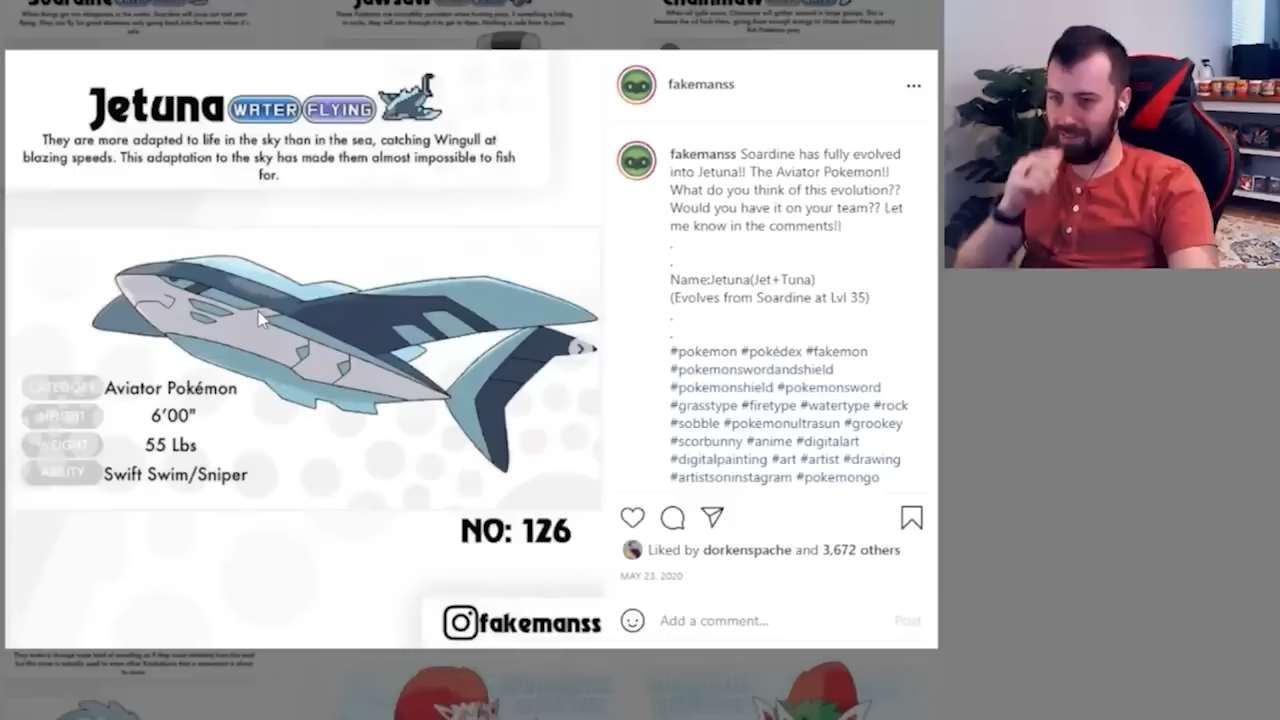 Jetuna WATER FLYING
They are more adapted to life in the sky than in the sea, catching Wingull at
blazing speeds. This adaptation to the sky has made them almost impossible to fish
for.
CATEGORY Aviator Pokémon
HEIGHT 6'00"
WEIGHT 55 Lbs
ABILITY Swift Swim/Sniper
NO: 126
fakemanss
fakemanss
fakemanss Soardine has fully evolved
into Jetuna!! The Aviator Pokemon!!
What do you think of this evolution??
Would you have it on your team?? Let
me know in the comments!!
.
.
Name:Jetuna(Jet+Tuna)
(Evolves from Soardine at Lvl 35)
.
.
#pokemon #pokédex #fakemon
#pokemonswordandshield
#pokemonshield #pokemonsword
#grasstype #firetype #watertype #rock
#sobble #pokemonultrasun #grookey
#scorbunny #anime #digitalart
#digitalpainting #art #artist #drawing
#artistsoninstagram #pokemongo
Liked by dorkenspache and 3,672 others
MAY 23, 2020
Add a comment...
Post